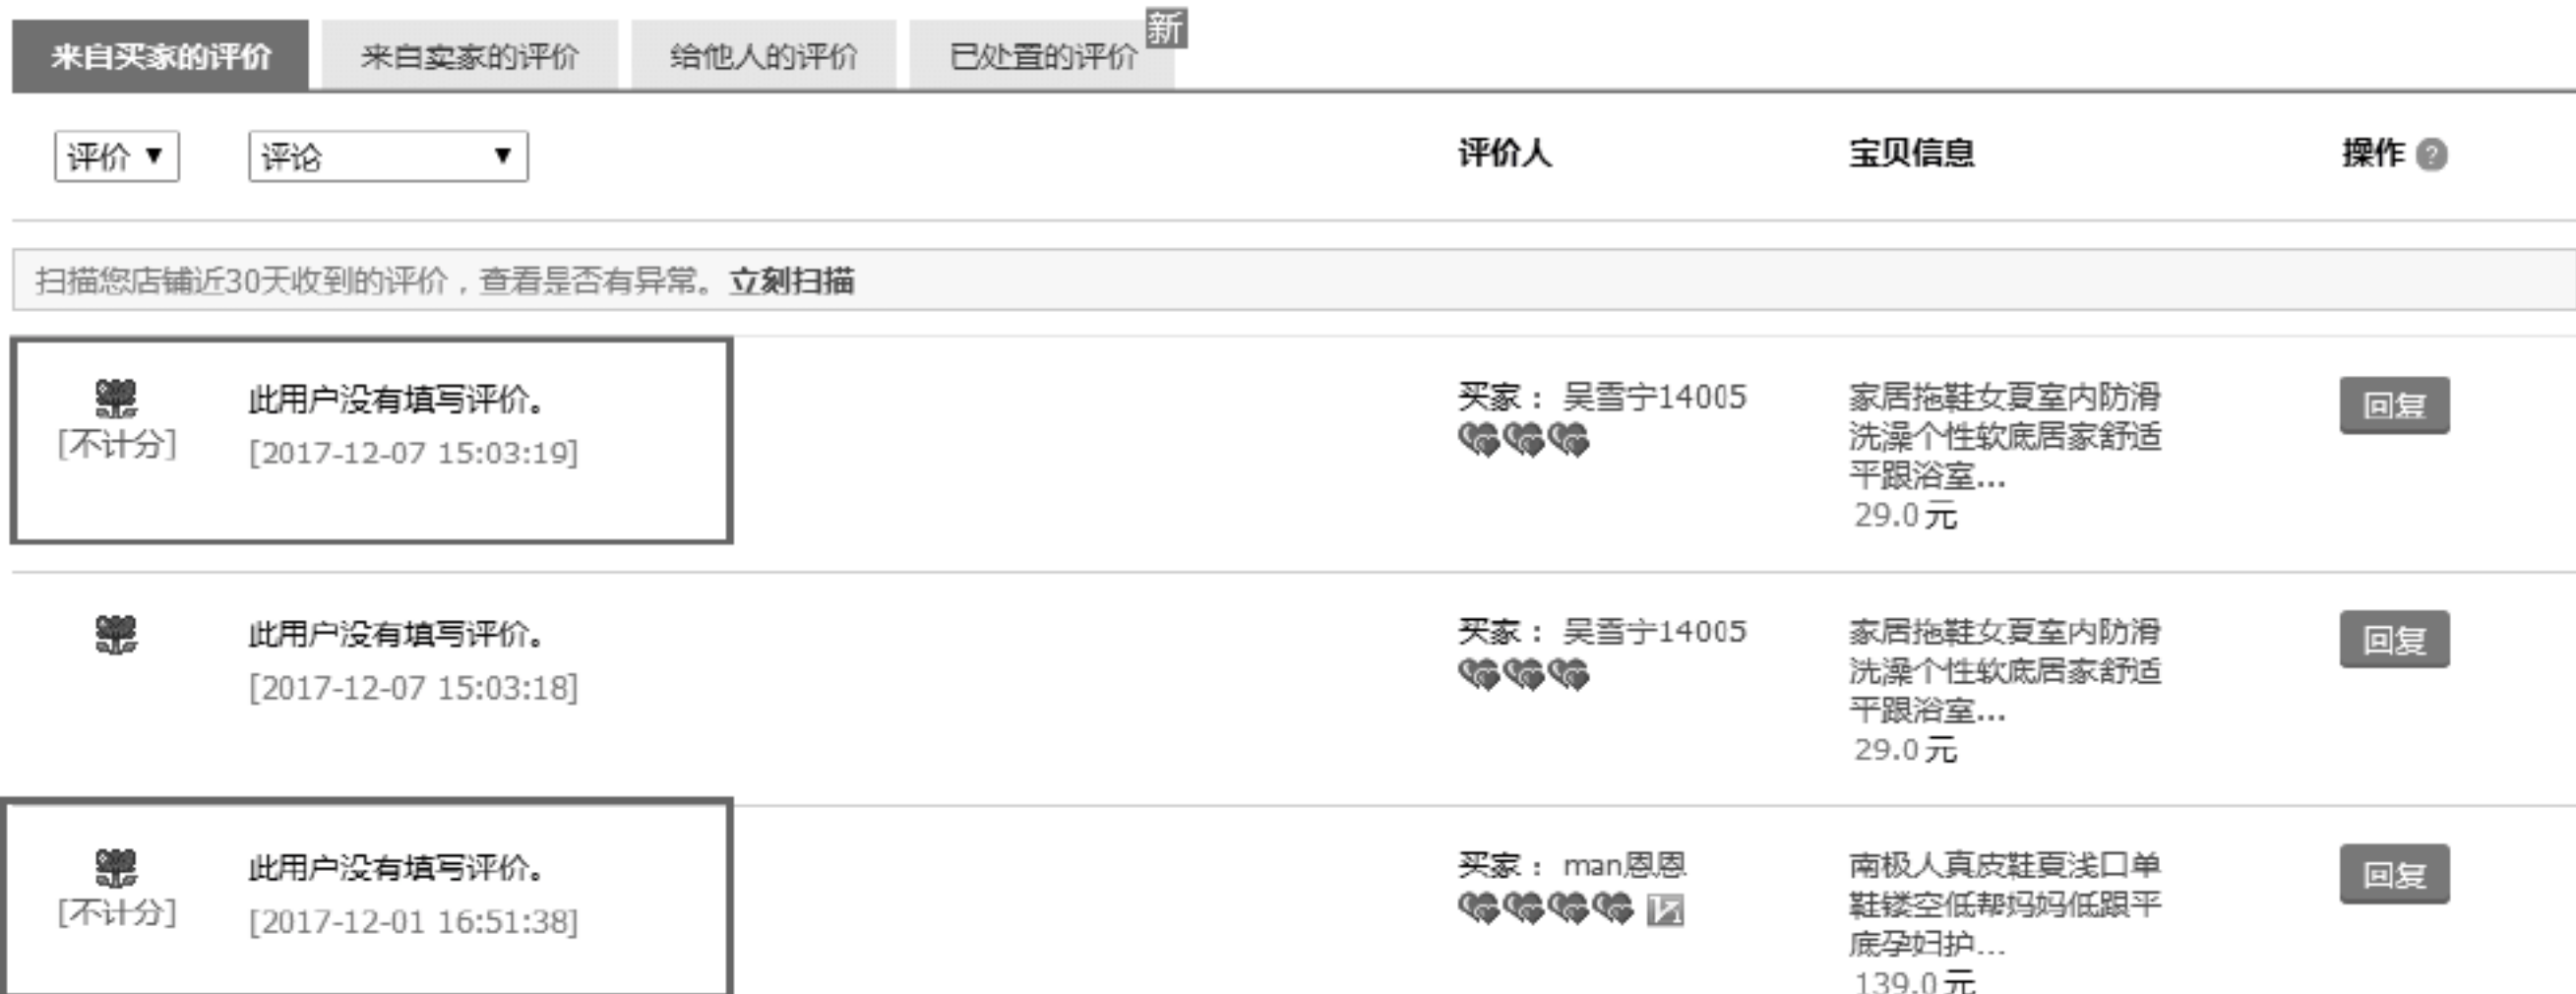 来自买家的评价 来自卖家的评价 给他人的评价 已处置的评价 新
评价 评论 评价人 宝贝信息 操作 ?
扫描您店铺近30天收到的评价，查看是否有异常。立刻扫描
此用户没有填写评价。 买家： 吴雪宁14005 家居拖鞋女夏室内防滑 回复
[不计分] [2017-12-07 15:03:19] 洗澡个性软底居家舒适
平跟浴室...
29.0元
此用户没有填写评价。 买家： 吴雪宁14005 家居拖鞋女夏室内防滑 回复
[2017-12-07 15:03:18] 洗澡个性软底居家舒适
平跟浴室...
29.0元
此用户没有填写评价。 买家： man恩恩 南极人真皮鞋夏浅口单 回复
[不计分] [2017-12-01 16:51:38] V1 鞋镂空低帮妈妈低跟平
底孕妇护...
139.0元